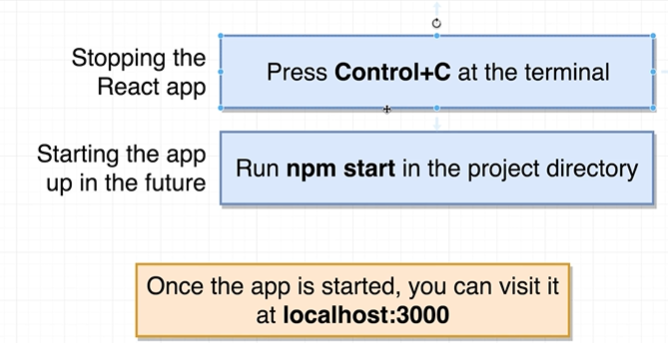 Stopping the
React app
Press Control+C at the terminal
Starting the app
up in the future
Run npm start in the project directory
Once the app is started, you can visit it
at localhost:3000